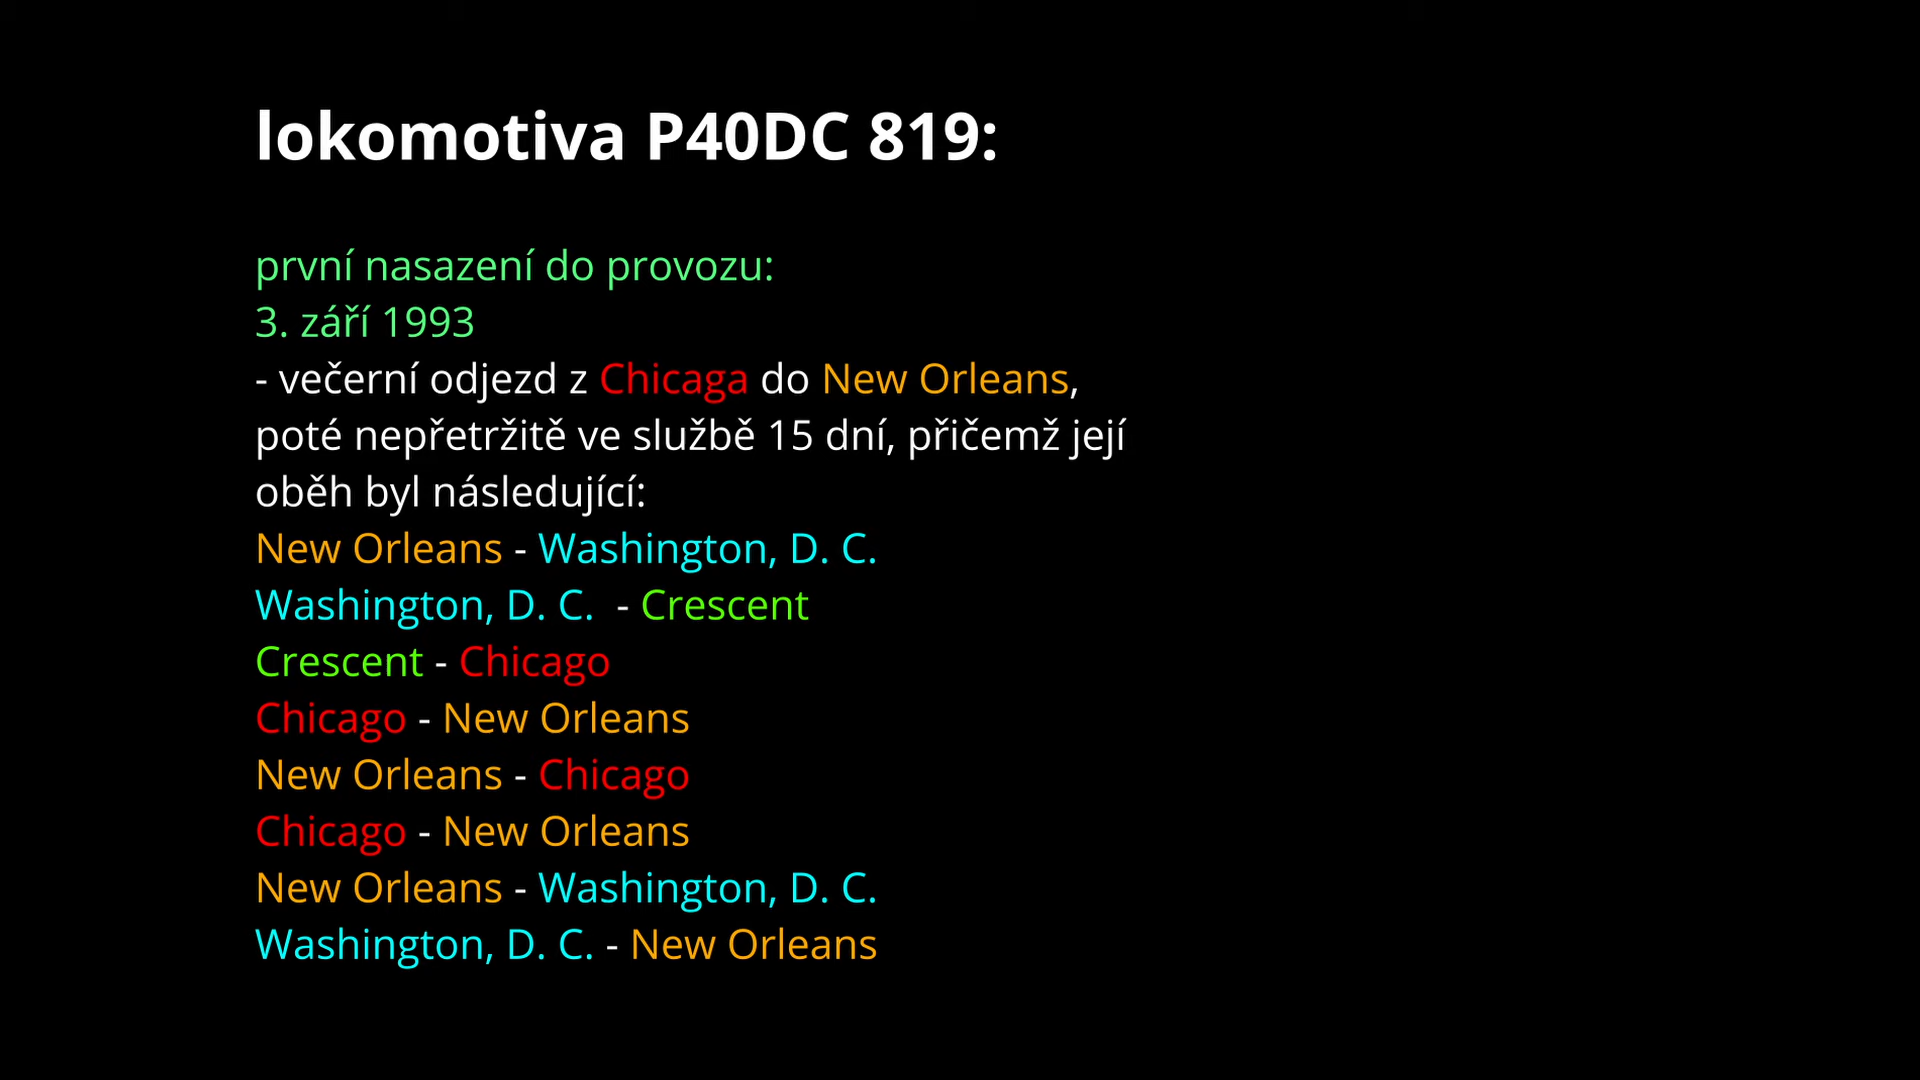 lokomotiva P40DC 819:
první nasazení do provozu:
3. září 1993
- večerní odjezd z Chicaga do New Orleans,
poté nepřetržitě ve službě 15 dní, přičemž její
oběh byl následující:
New Orleans - Washington, D. C.
Washington, D. C.  - Crescent
Crescent - Chicago
Chicago - New Orleans
New Orleans - Chicago
Chicago - New Orleans
New Orleans - Washington, D. C.
Washington, D. C. - New Orleans